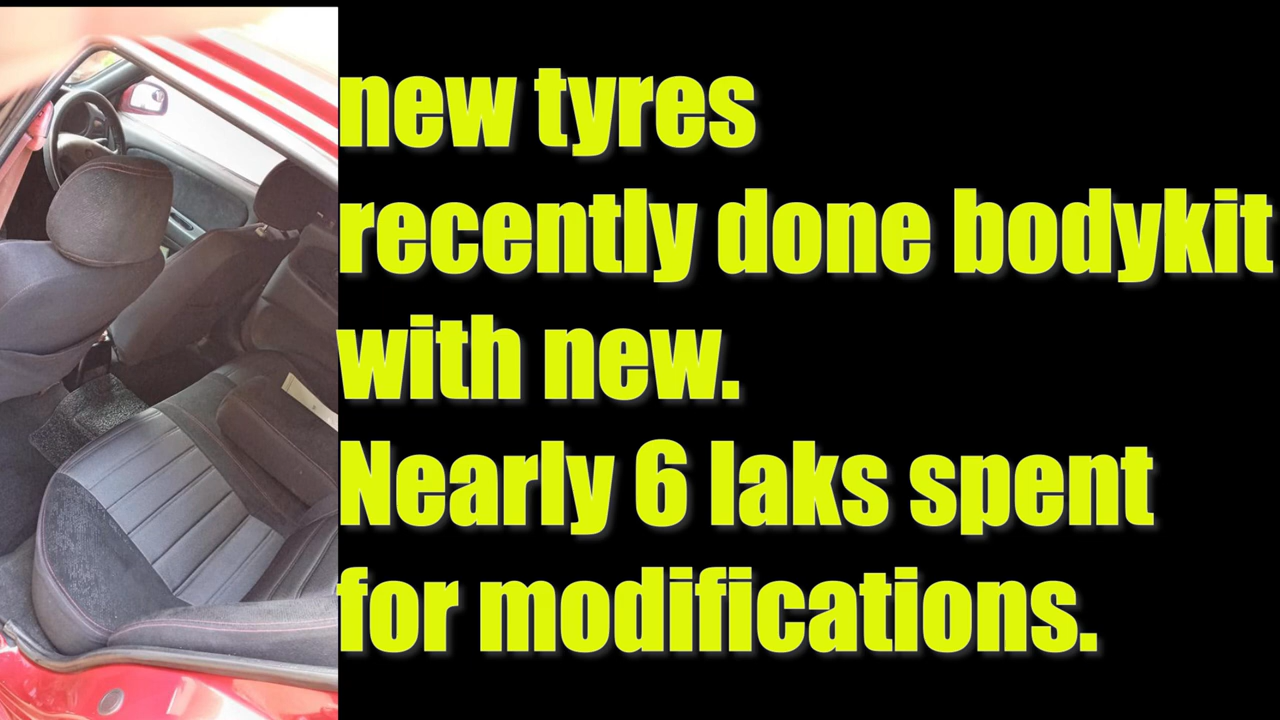 new tyres
recently done bodykit
with new.
Nearly 6 laks spent
for modifications.